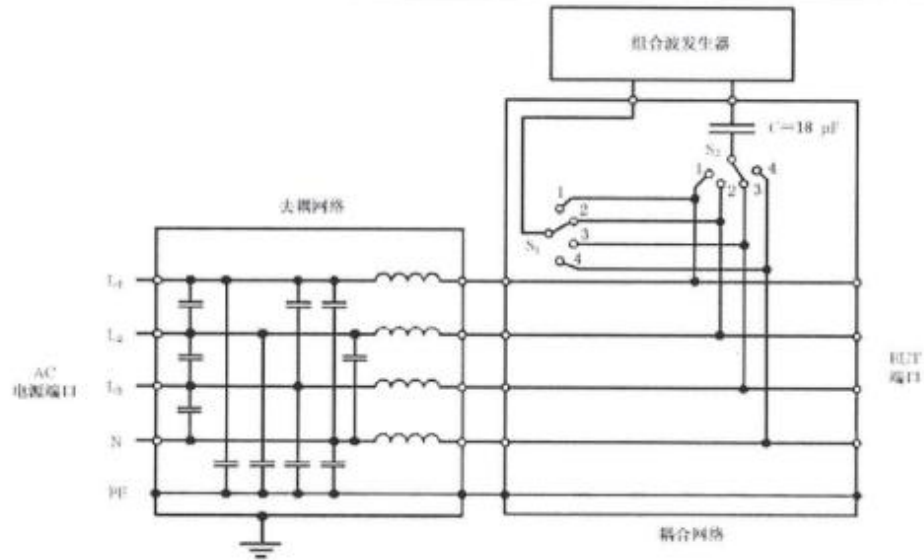 组合波发生器
C=18 μF
S₂
1
2
3
4
1
2
3
4
S₁
去耦网络
L₁
L₂
L₃
N
PE
AC
电源端口
EUT
端口
耦合网络